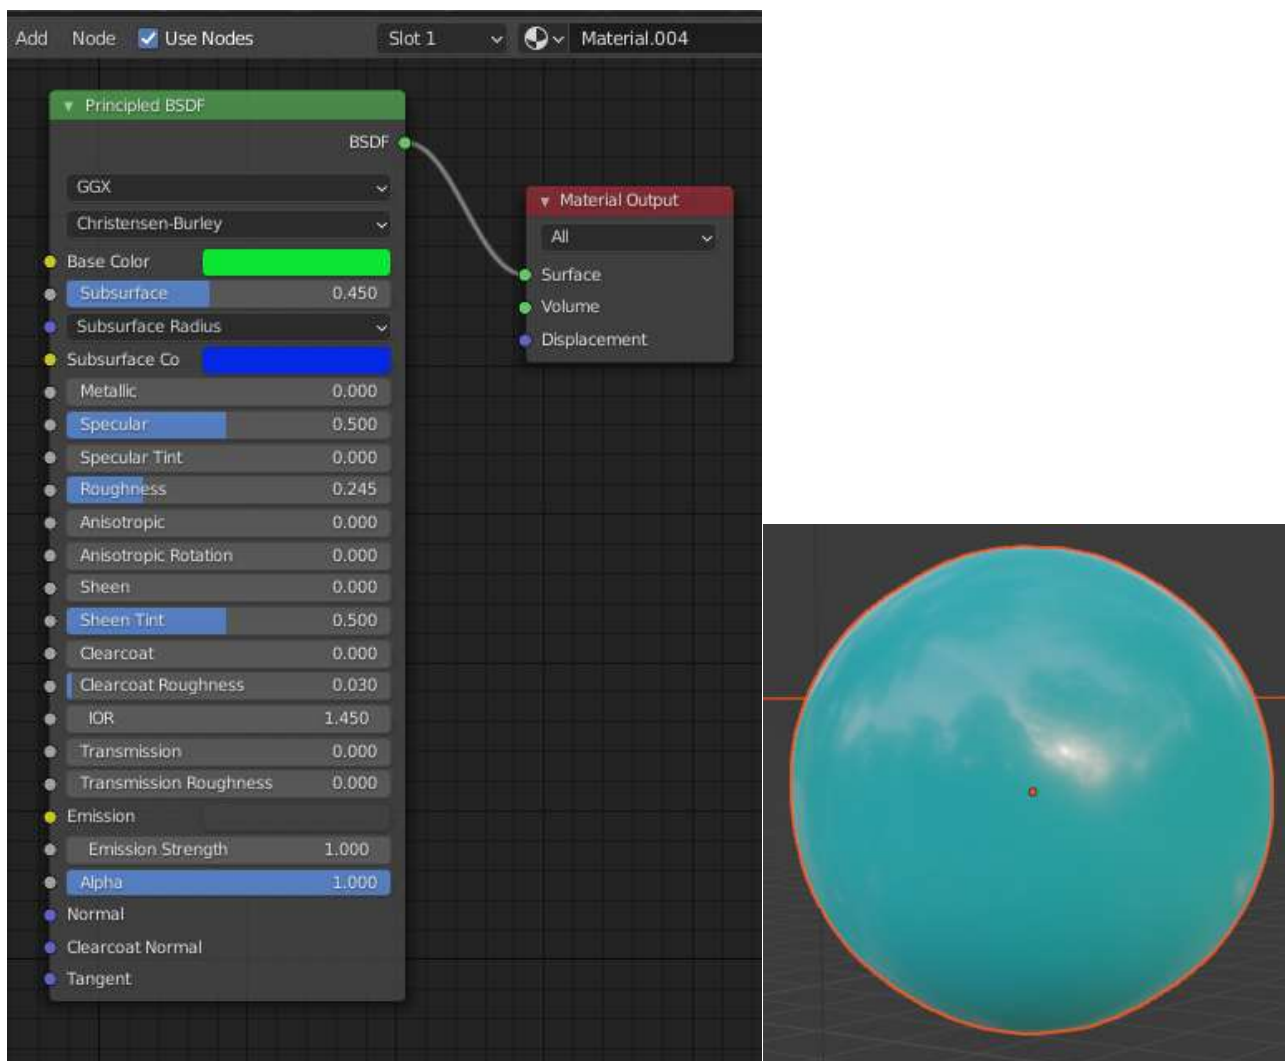 Add Node Use Nodes Slot 1 Material.004
Principled BSDF
BSDF
GGX
Christensen-Burley
Base Color
Subsurface 0.450
Subsurface Radius
Subsurface Co
Metallic 0.000
Specular 0.500
Specular Tint 0.000
Roughness 0.245
Anisotropic 0.000
Anisotropic Rotation 0.000
Sheen 0.000
Sheen Tint 0.500
Clearcoat 0.000
Clearcoat Roughness 0.030
IOR 1.450
Transmission 0.000
Transmission Roughness 0.000
Emission
Emission Strength 1.000
Alpha 1.000
Normal
Clearcoat Normal
Tangent
Material Output
All
Surface
Volume
Displacement